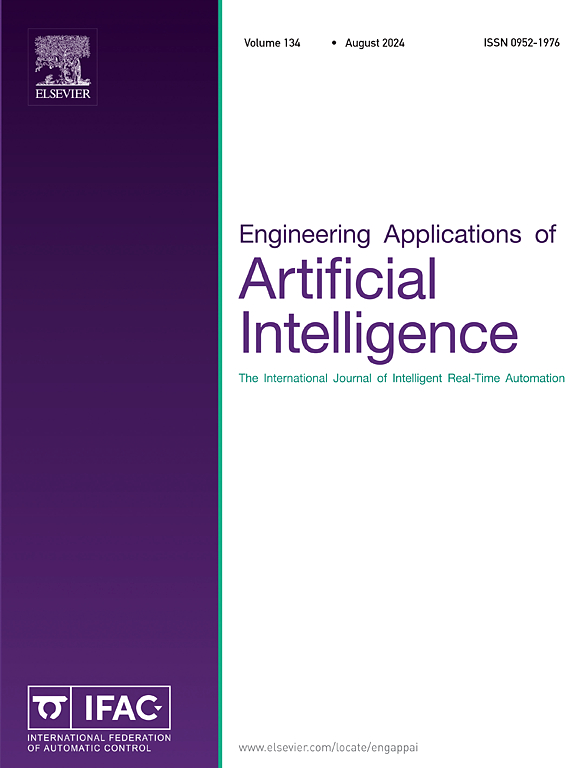 ELSEVIER
Volume 134 • August 2024 ISSN 0952-1976
Engineering Applications of
Artificial
Intelligence
The International Journal of Intelligent Real-Time Automation
IFAC
INTERNATIONAL FEDERATION
OF AUTOMATIC CONTROL
www.elsevier.com/locate/engappai